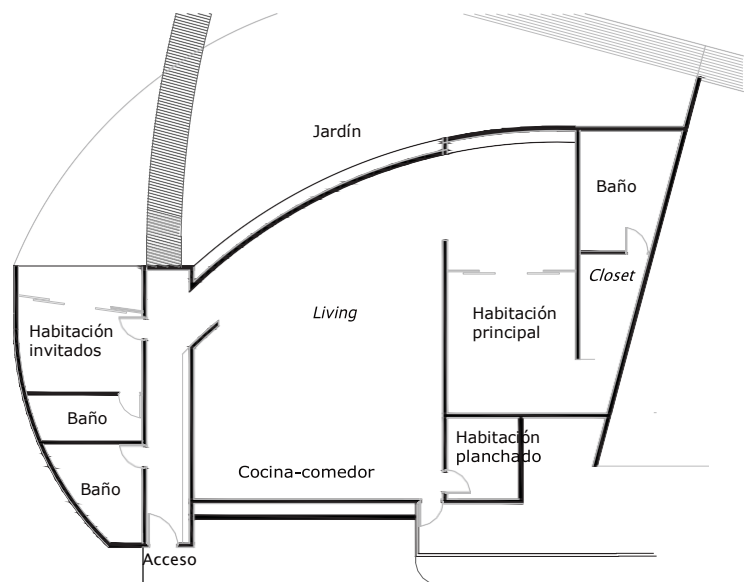 Jardín
Baño
Closet
Living
Habitación
principal
Habitación
invitados
Baño
Habitación
planchado
Cocina-comedor
Baño
Acceso